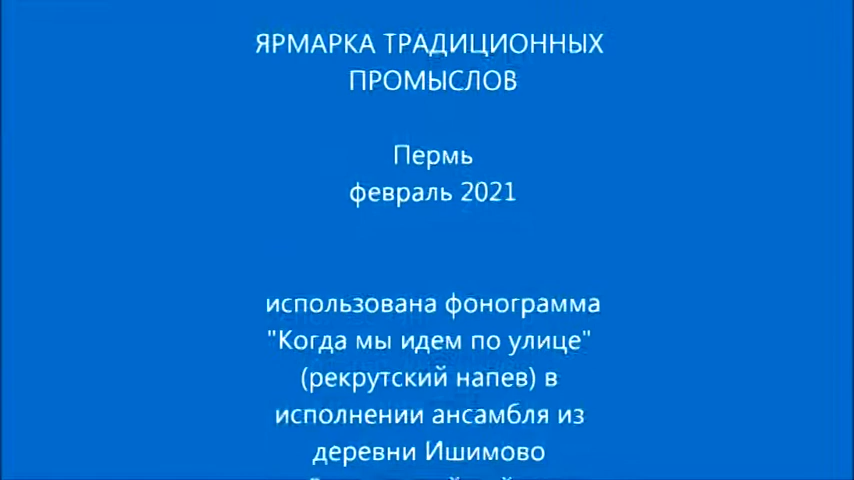 ЯРМАРКА ТРАДИЦИОННЫХ
ПРОМЫСЛОВ
Пермь
февраль 2021
использована фонограмма
"Когда мы идем по улице"
(рекрутский напев) в
исполнении ансамбля из
деревни Ишимово